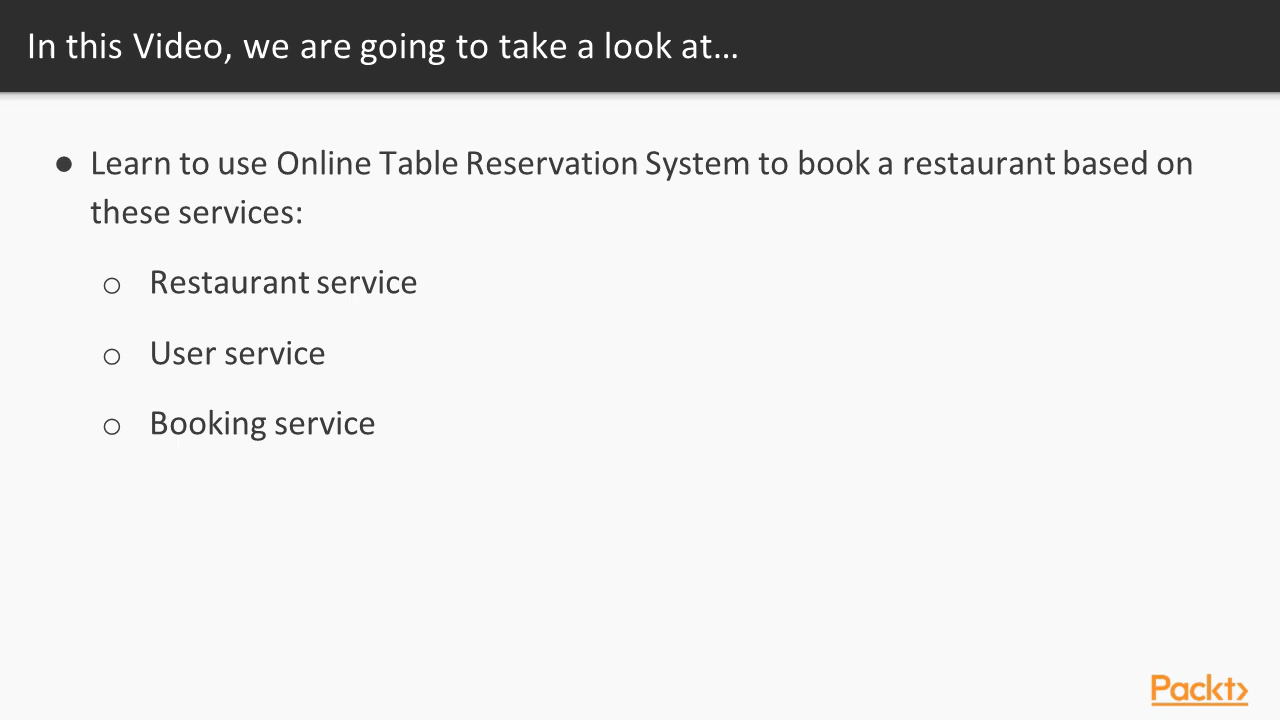 In this Video, we are going to take a look at…
● Learn to use Online Table Reservation System to book a restaurant based on
these services:
o Restaurant service
o User service
o Booking service
Packt>